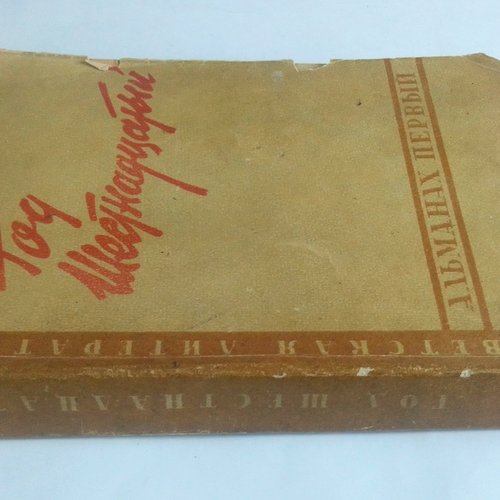 Год
Шестнадцатый
АЛЬМАНАХ ПЕРВЫЙ
ВЕТСКАЯ ЛИТЕРАТ
ГОД ШЕСТНАДЦА